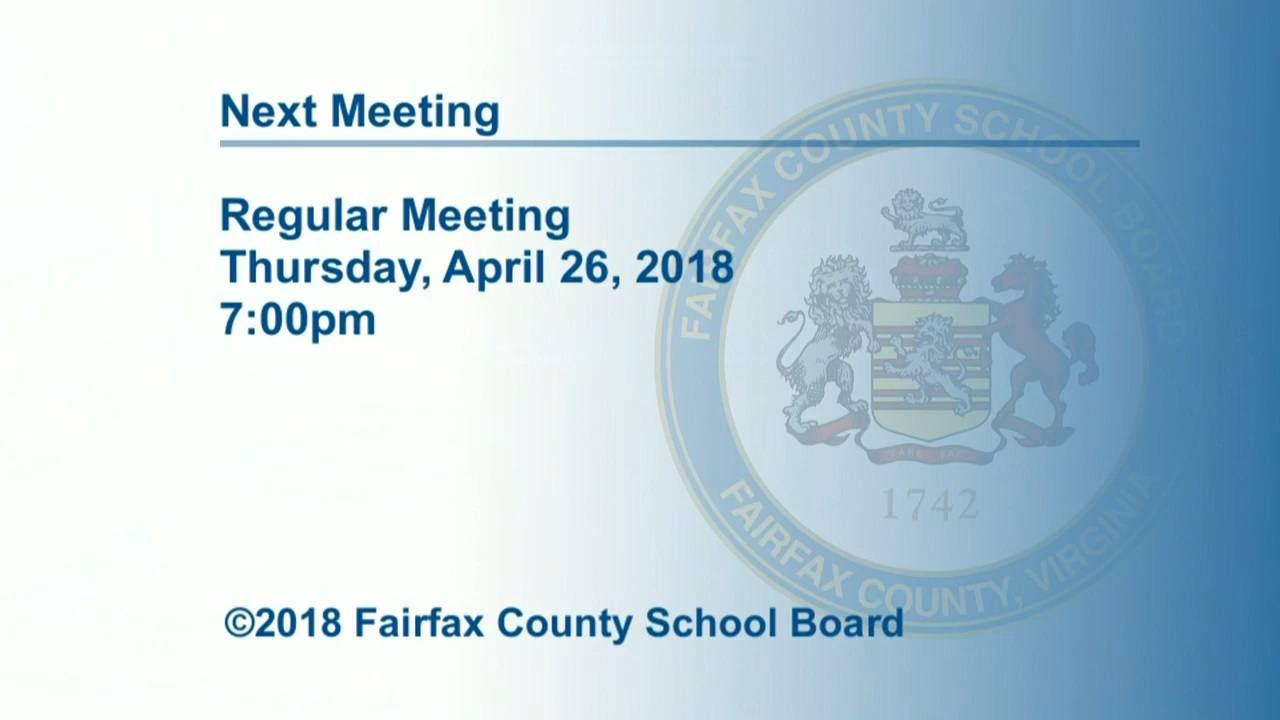 Next Meeting
Regular Meeting
Thursday, April 26, 2018
7:00pm
FAIRFAX COUNTY SCHOOL BOARD
1742
FAIRFAX COUNTY, VIRGINIA
©2018 Fairfax County School Board